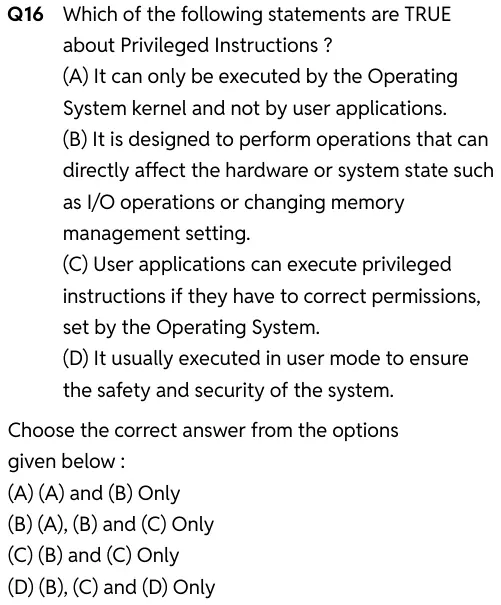 Q16 Which of the following statements are TRUE
about Privileged Instructions ?
(A) It can only be executed by the Operating
System kernel and not by user applications.
(B) It is designed to perform operations that can
directly affect the hardware or system state such
as I/O operations or changing memory
management setting.
(C) User applications can execute privileged
instructions if they have to correct permissions,
set by the Operating System.
(D) It usually executed in user mode to ensure
the safety and security of the system.
Choose the correct answer from the options
given below :
(A) (A) and (B) Only
(B) (A), (B) and (C) Only
(C) (B) and (C) Only
(D) (B), (C) and (D) Only